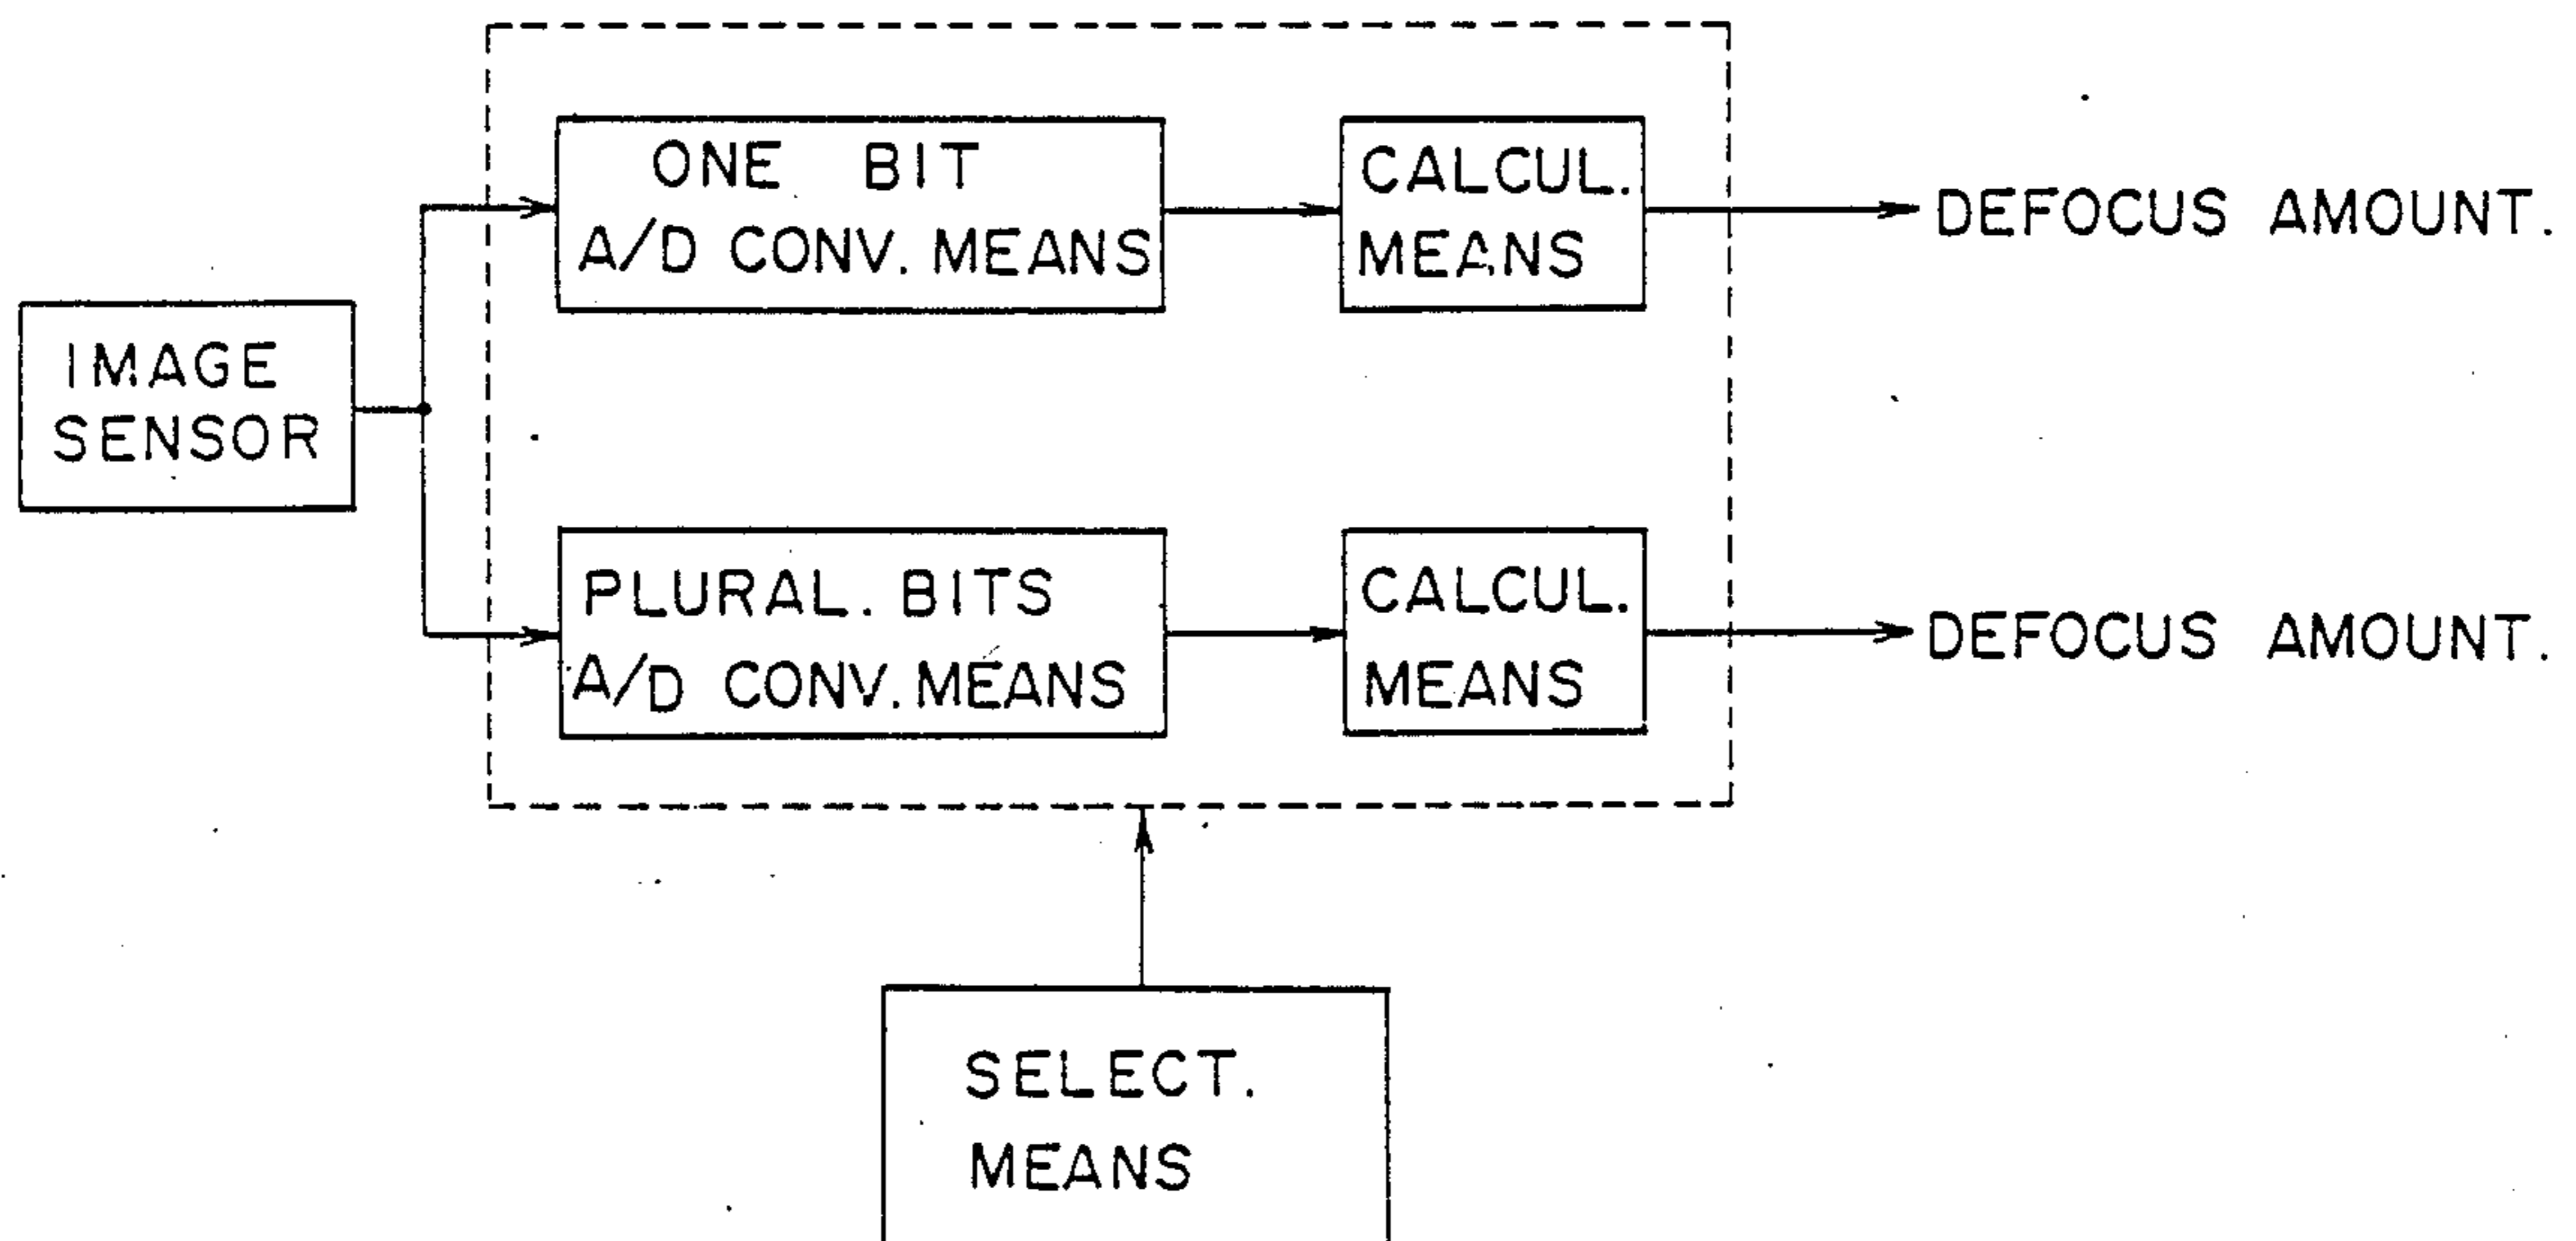 ONE BIT
A/D CONV. MEANS
CALCUL.
MEANS
DEFOCUS AMOUNT.
IMAGE
SENSOR
PLURAL. BITS
A/D CONV. MEANS
CALCUL.
MEANS
DEFOCUS AMOUNT.
SELECT.
MEANS